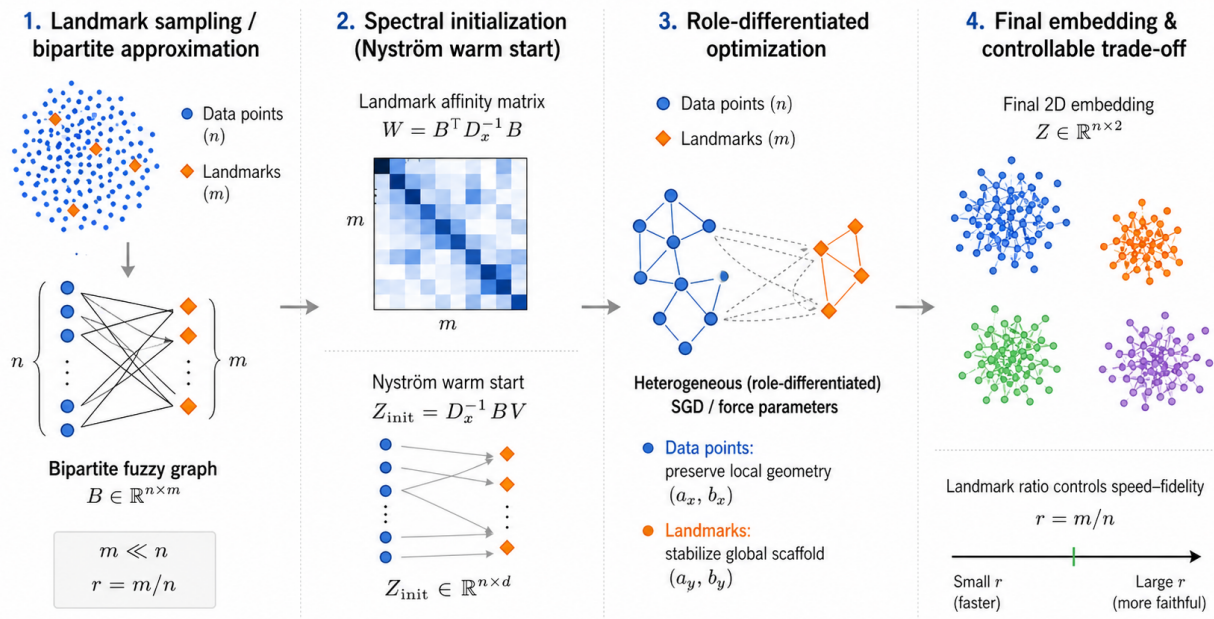 1. Landmark sampling /
bipartite approximation
Data points
(n)
Landmarks
(m)
n
m
Bipartite fuzzy graph
B ∈ ℝ^{n×m}
m ≪ n
r = m/n
2. Spectral initialization
(Nyström warm start)
Landmark affinity matrix
W = B^⊤ D_x^{-1} B
m
m
Nyström warm start
Z_init = D_x^{-1} B V
Z_init ∈ ℝ^{n×d}
3. Role-differentiated
optimization
Data points (n)
Landmarks (m)
Heterogeneous (role-differentiated)
SGD / force parameters
Data points:
preserve local geometry
(a_x, b_x)
Landmarks:
stabilize global scaffold
(a_y, b_y)
4. Final embedding &
controllable trade-off
Final 2D embedding
Z ∈ ℝ^{n×2}
Landmark ratio controls speed–fidelity
r = m/n
Small r
(faster)
Large r
(more faithful)